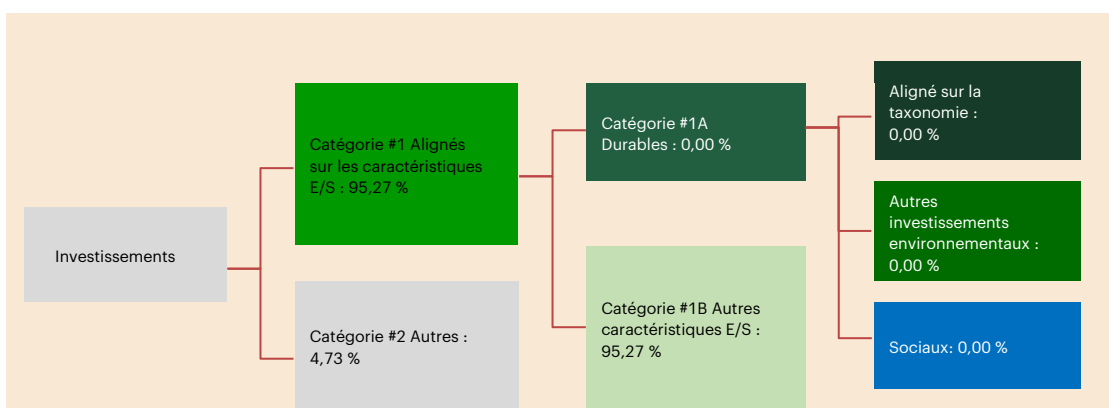 Investissements
Catégorie #1 Alignés
sur les caractéristiques
E/S : 95,27 %
Catégorie #2 Autres :
4,73 %
Catégorie #1A
Durables : 0,00 %
Catégorie #1B Autres
caractéristiques E/S :
95,27 %
Aligné sur la
taxonomie :
0,00 %
Autres
investissements
environnementaux :
0,00 %
Sociaux: 0,00 %